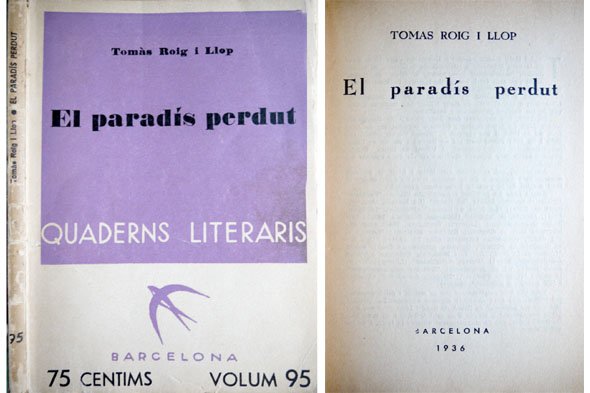 Tomàs Roig i Llop ● EL PARADÍS PERDUT
75
Tomàs Roig i Llop
El paradís perdut
QUADERNS LITERARIS
BARCELONA
75 CENTIMS VOLUM 95
TOMAS ROIG I LLOP
El paradís perdut
BARCELONA
1936